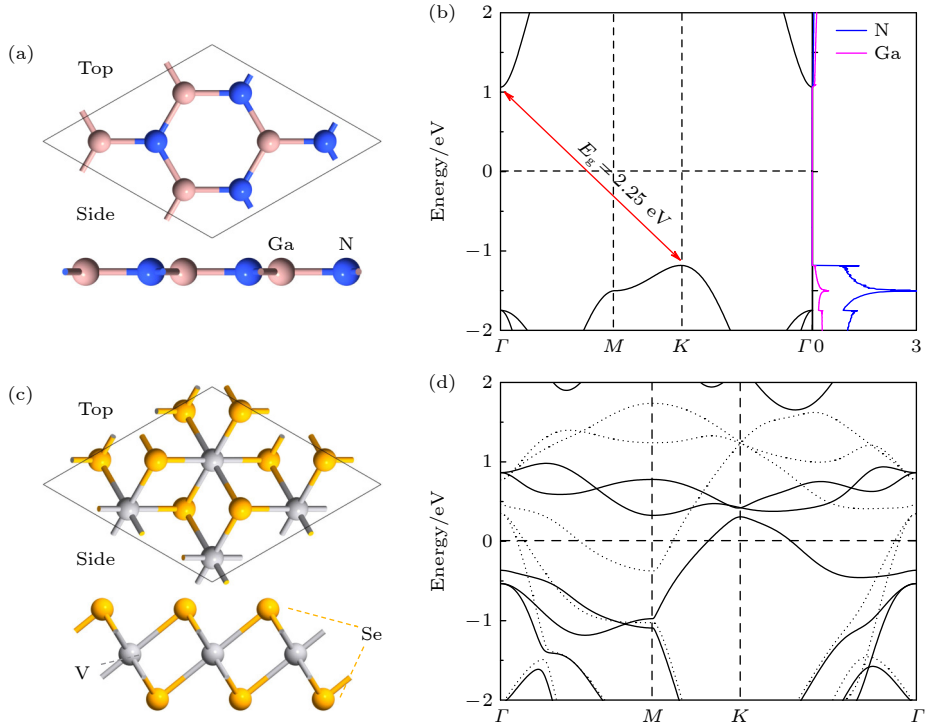 (a)
Top
Side
Ga
N
(b)
Energy/eV
2
1
0
−1
−2
E_g = 2.25 eV
N
Ga
Γ
M
K
Γ
0
3
(c)
Top
Side
Se
V
(d)
Energy/eV
2
1
0
−1
−2
Γ
M
K
Γ